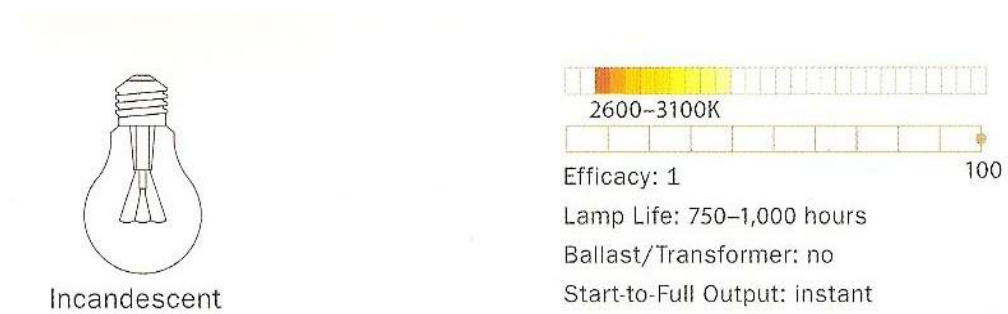 Incandescent
2600–3100K
100
Efficacy: 1
Lamp Life: 750–1,000 hours
Ballast/Transformer: no
Start-to-Full Output: instant